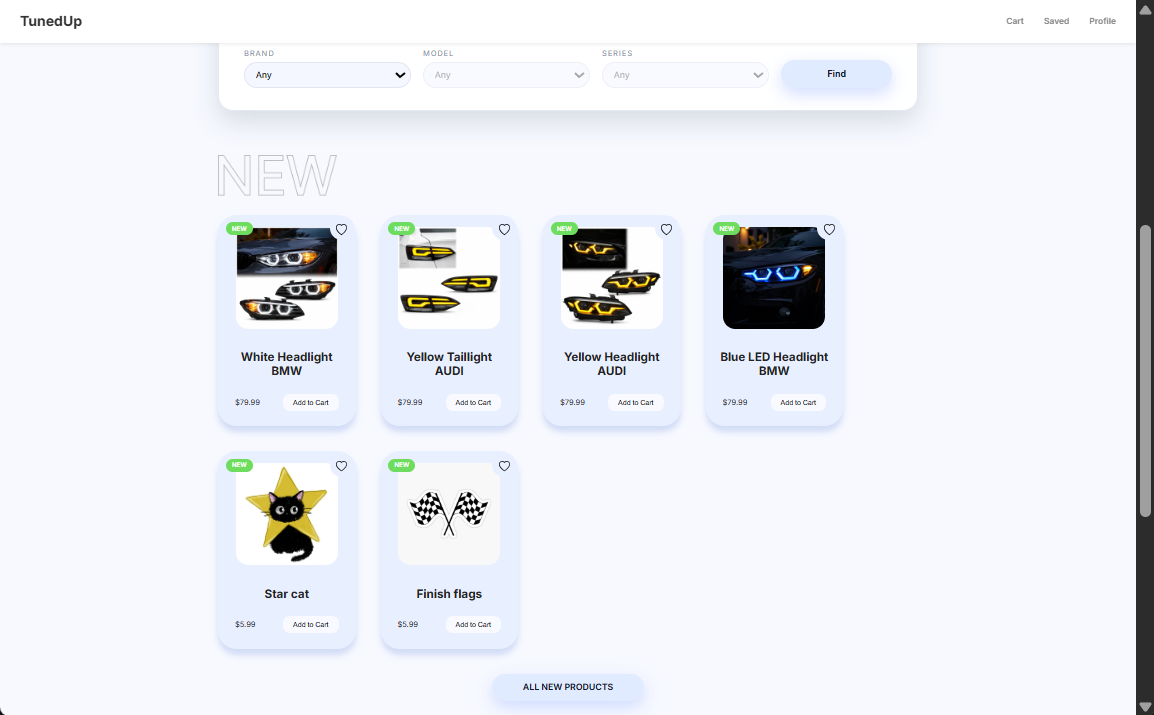 TunedUp
Cart Saved Profile
BRAND MODEL SERIES
Any Any Any Find
NEW
NEW NEW NEW NEW
White Headlight BMW
$79.99 Add to Cart
Yellow Taillight AUDI
$79.99 Add to Cart
Yellow Headlight AUDI
$79.99 Add to Cart
Blue LED Headlight BMW
$79.99 Add to Cart
NEW NEW
Star cat
$5.99 Add to Cart
Finish flags
$5.99 Add to Cart
ALL NEW PRODUCTS